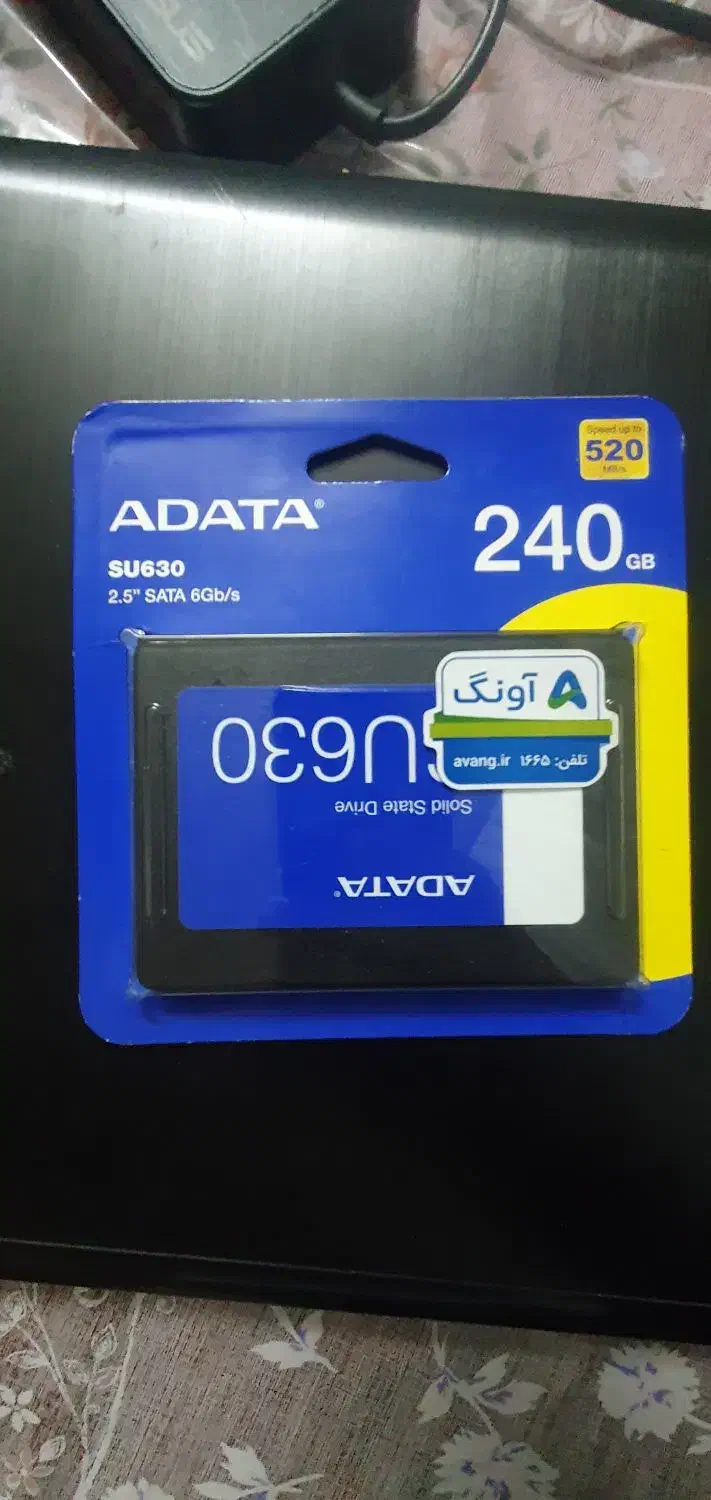 ASUS
Speed up to
520
MB/s
ADATA®
240GB
SU630
2.5" SATA 6Gb/s
آونگ
تلفن: ۱۶۶۵ avang.ir
SU630
Solid State Drive
ADATA®